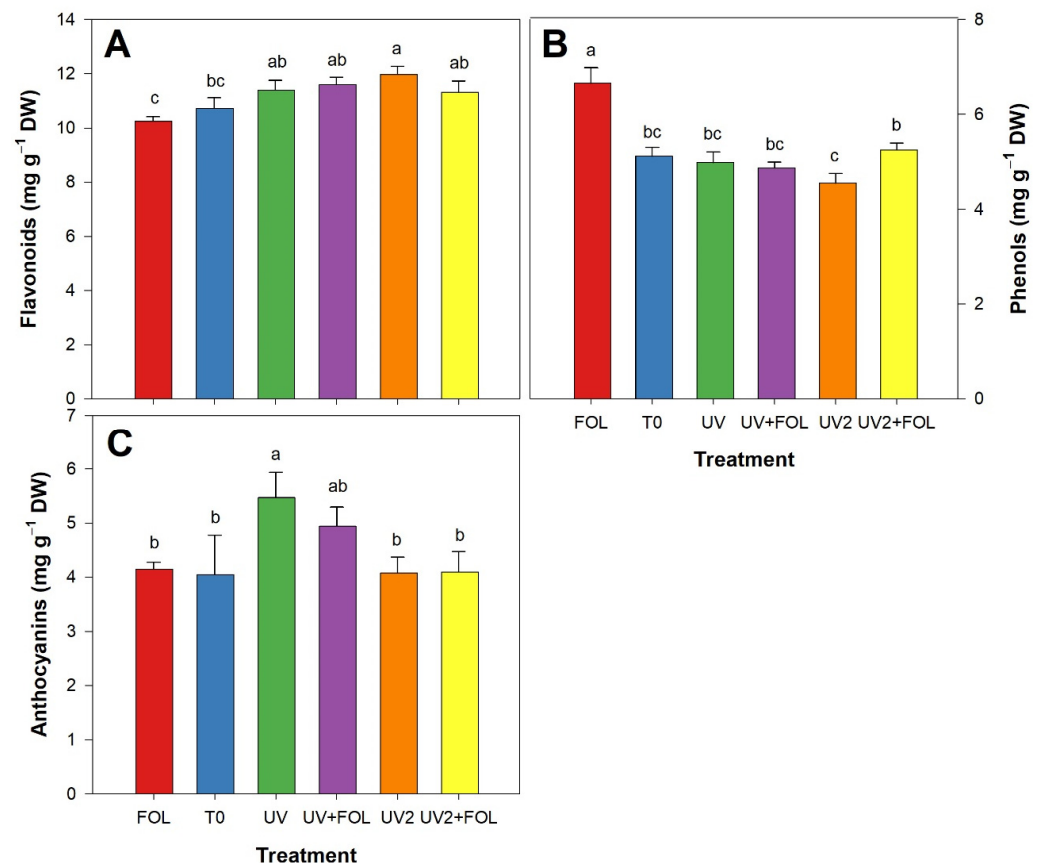 A
Flavonoids (mg g⁻¹ DW)
14
12
10
8
6
4
2
0
c
bc
ab
ab
a
ab
B
Phenols (mg g⁻¹ DW)
8
6
4
2
0
a
bc
bc
bc
c
b
FOL T0 UV UV+FOL UV2 UV2+FOL
Treatment
C
Anthocyanins (mg g⁻¹ DW)
7
6
5
4
3
2
1
0
b
b
a
ab
b
b
FOL T0 UV UV+FOL UV2 UV2+FOL
Treatment